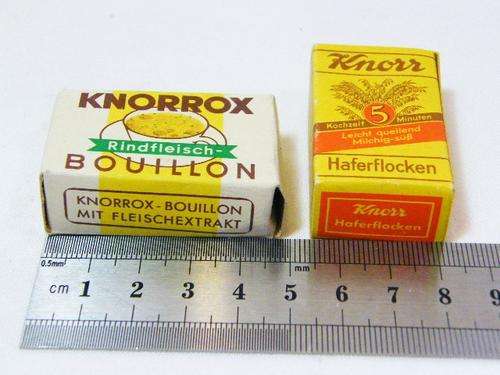 KNORROX
Rindfleisch-
BOUILLON
KNORROX-BOUILLON
MIT FLEISCHEXTRAKT
Knorr
Kochzeit 5 Minuten
Leicht quellend
Milchig-süß
Haferflocken
Knorr
Haferflocken
0.5mm
mm
cm 1 2 3 4 5 6 7 8 9